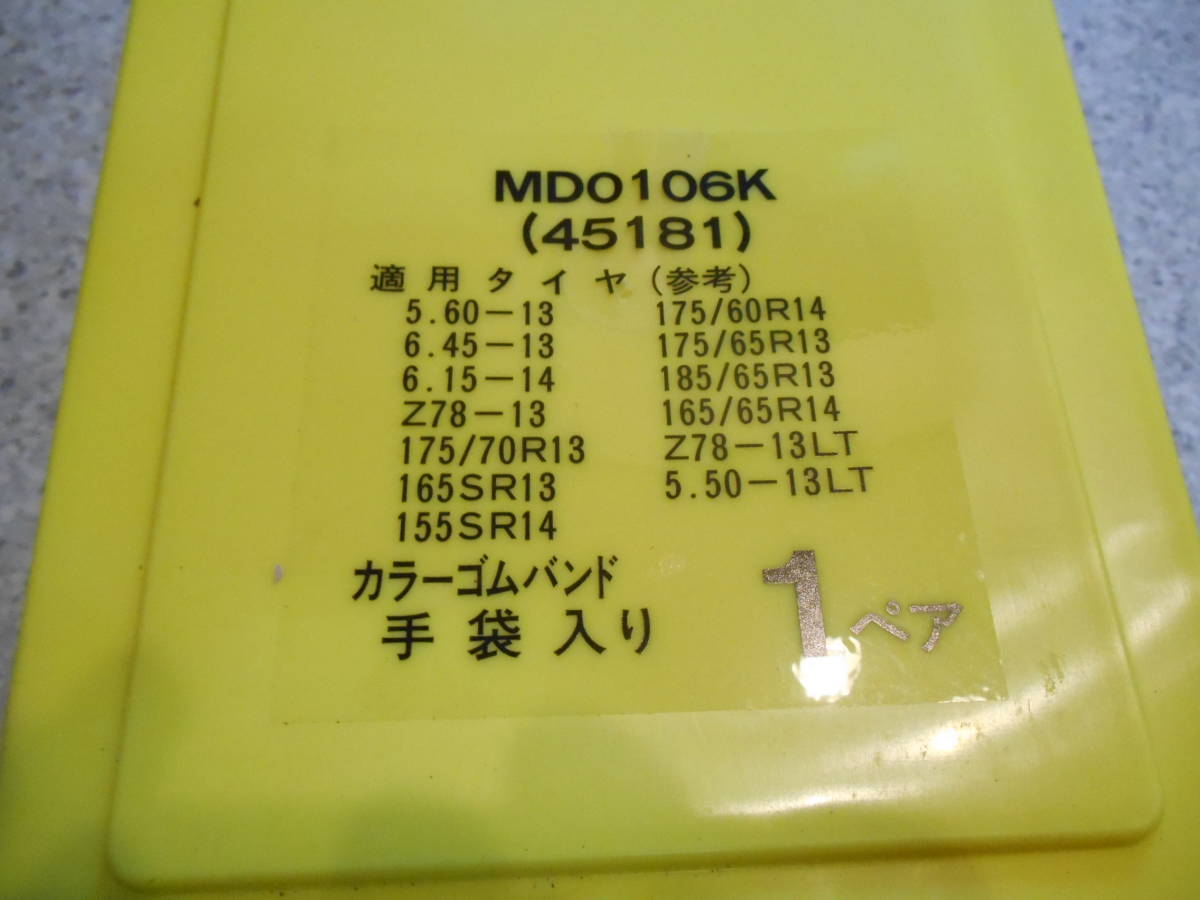 MD0106K
(45181)
適用タイヤ(参考)
5.60-13 175/60R14
6.45-13 175/65R13
6.15-14 185/65R13
Z78-13 165/65R14
175/70R13 Z78-13LT
165SR13 5.50-13LT
155SR14
カラーゴムバンド
手袋入り 1ペア